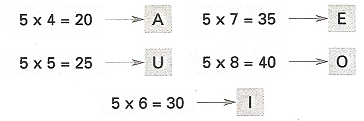 5 x 4 = 20 → A 5 x 7 = 35 → E
5 x 5 = 25 → U 5 x 8 = 40 → O
5 x 6 = 30 → I